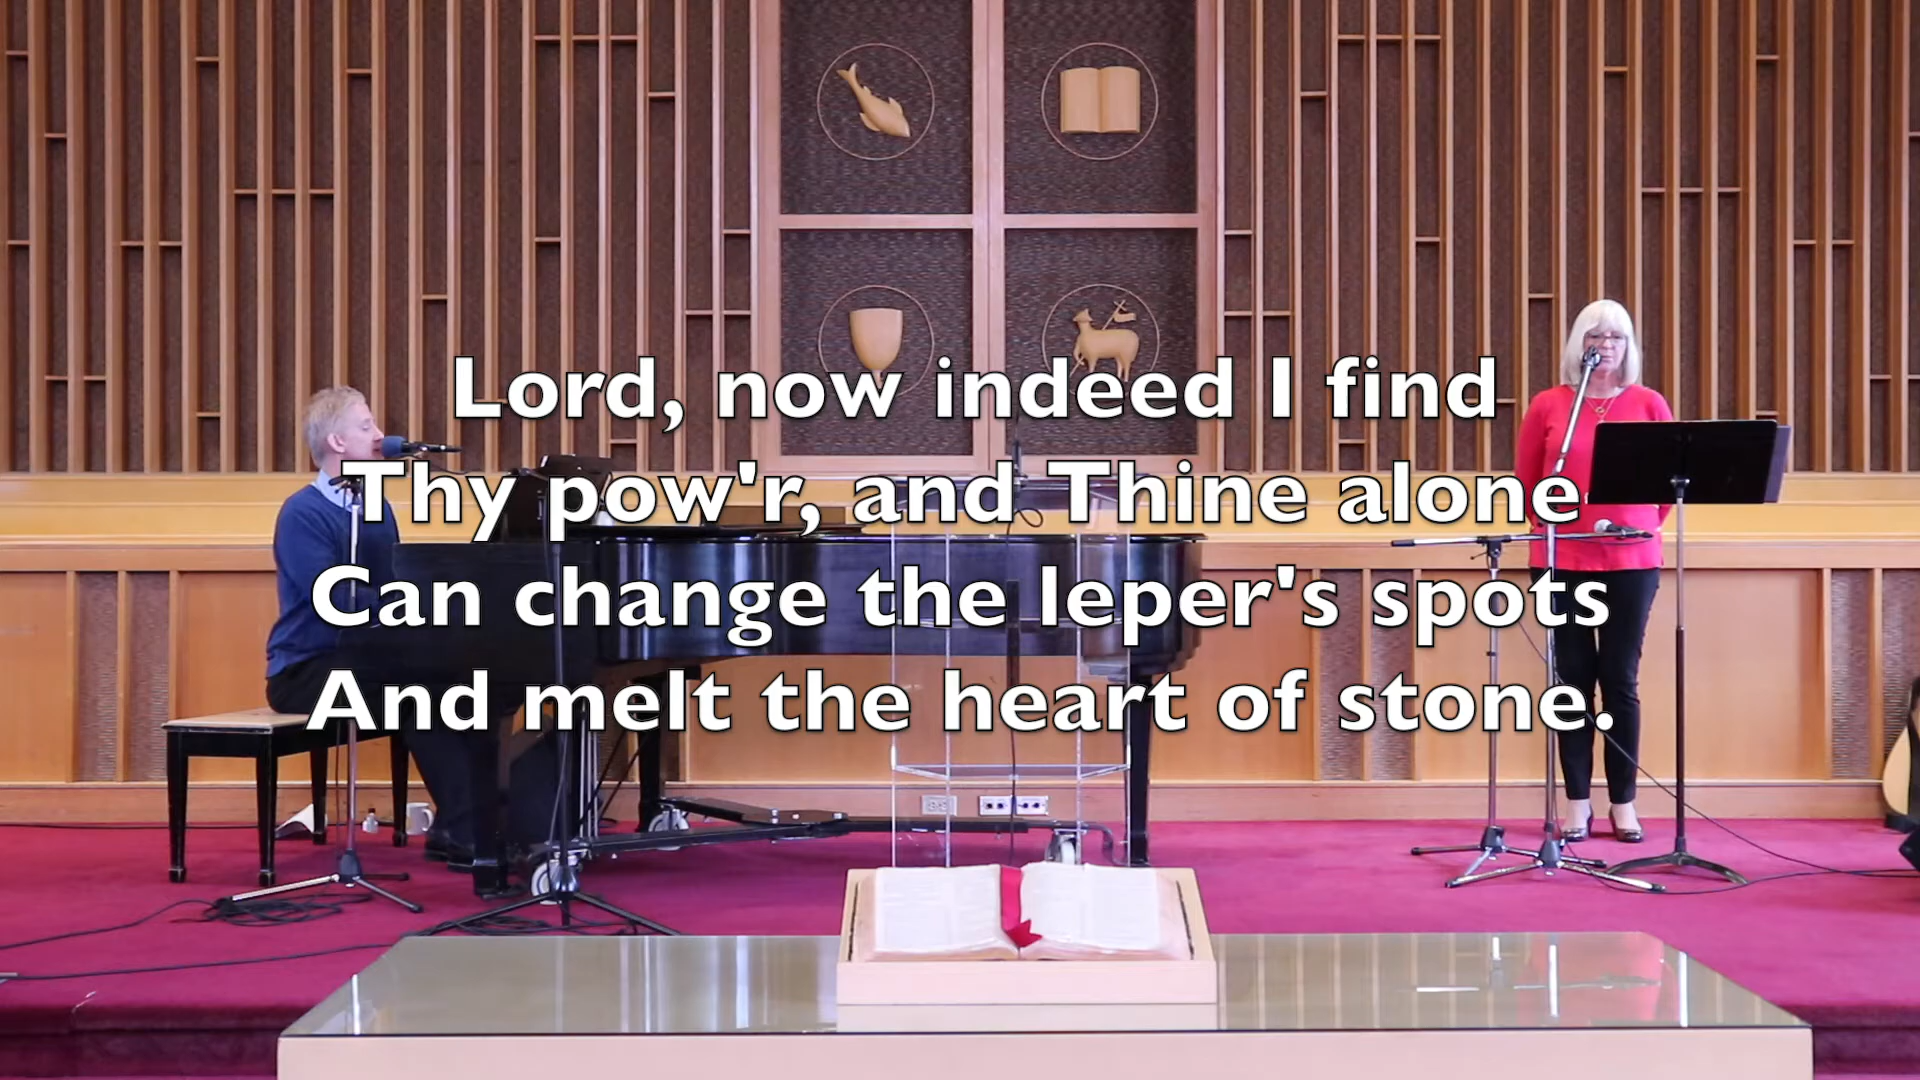 Lord, now indeed I find
Thy pow'r, and Thine alone
Can change the leper's spots
And melt the heart of stone.